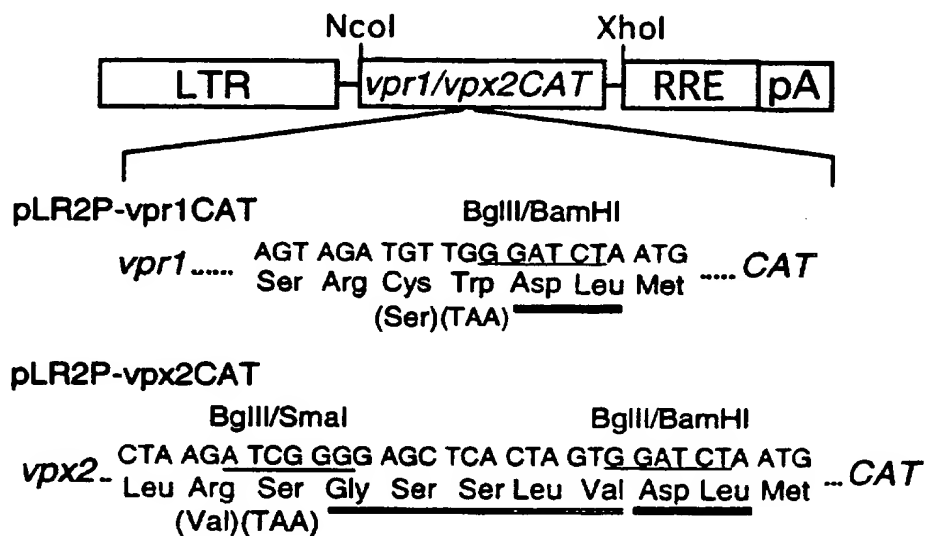 NcoI XhoI
LTR vpr1/vpx2CAT RRE pA
pLR2P-vpr1CAT
BglII/BamHI
vpr1...... AGT AGA TGT TGG GAT CTA ATG ..... CAT
Ser Arg Cys Trp Asp Leu Met
(Ser)(TAA)
pLR2P-vpx2CAT
BglII/SmaI BglII/BamHI
vpx2.. CTA AGA TCG GGG AGC TCA CTA GTG GAT CTA ATG ... CAT
Leu Arg Ser Gly Ser Ser Leu Val Asp Leu Met
(Val)(TAA)